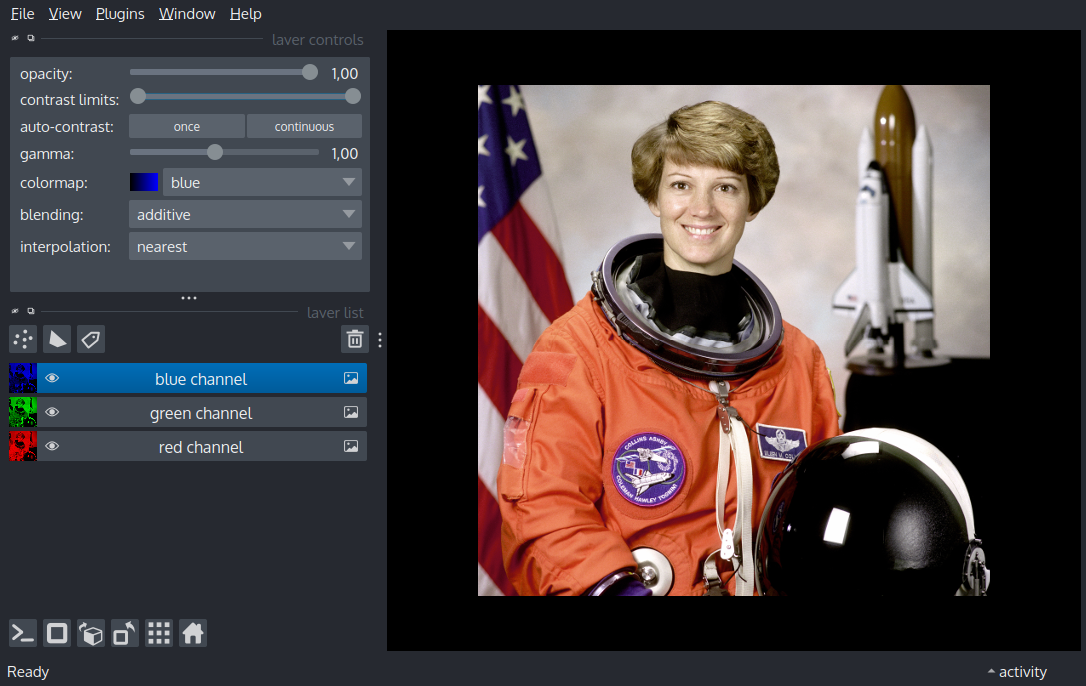 File View Plugins Window Help
layer controls
opacity: 1,00
contrast limits:
auto-contrast: once continuous
gamma: 1,00
colormap: blue
blending: additive
interpolation: nearest
layer list
blue channel
green channel
red channel
COLLINS ASHBY
COLEMAN HAWLEY TOGNINI
USA
Ready
activity